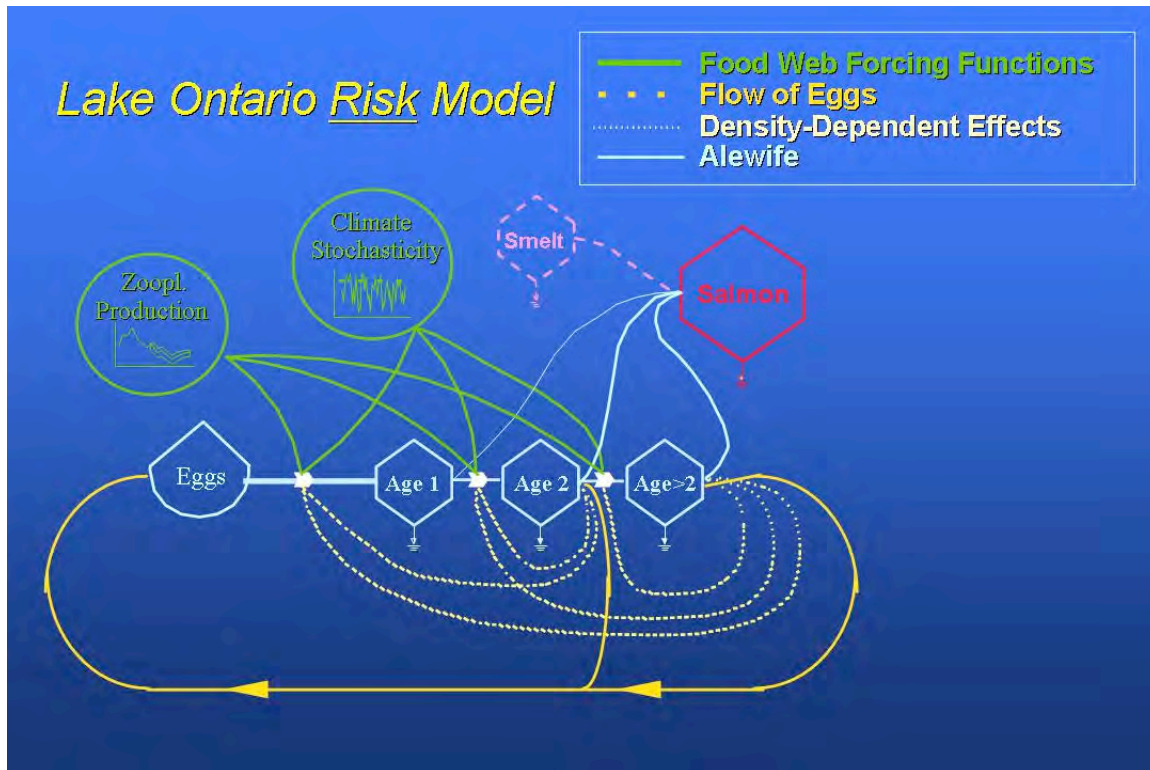 Lake Ontario Risk Model
Food Web Forcing Functions
Flow of Eggs
Density-Dependent Effects
Alewife
Climate
Stochasticity
Zoopl.
Production
Smelt
Salmon
Eggs
Age 1
Age 2
Age>2